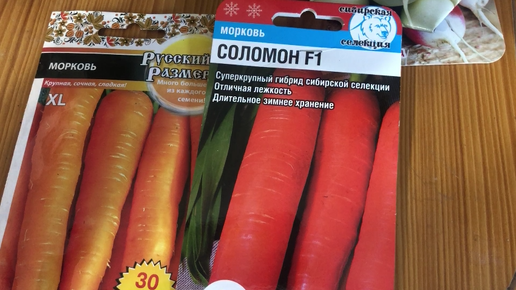 МОРКОВЬ
Русский
Размер
Крупная, сочная, сладкая!
XL
Много больше
из каждого
семени!
30
МОРКОВЬ
СОЛОМОН F1
Суперкрупный гибрид сибирской селекции
Отличная лежкость
Длительное зимнее хранение
сибирская
селекция